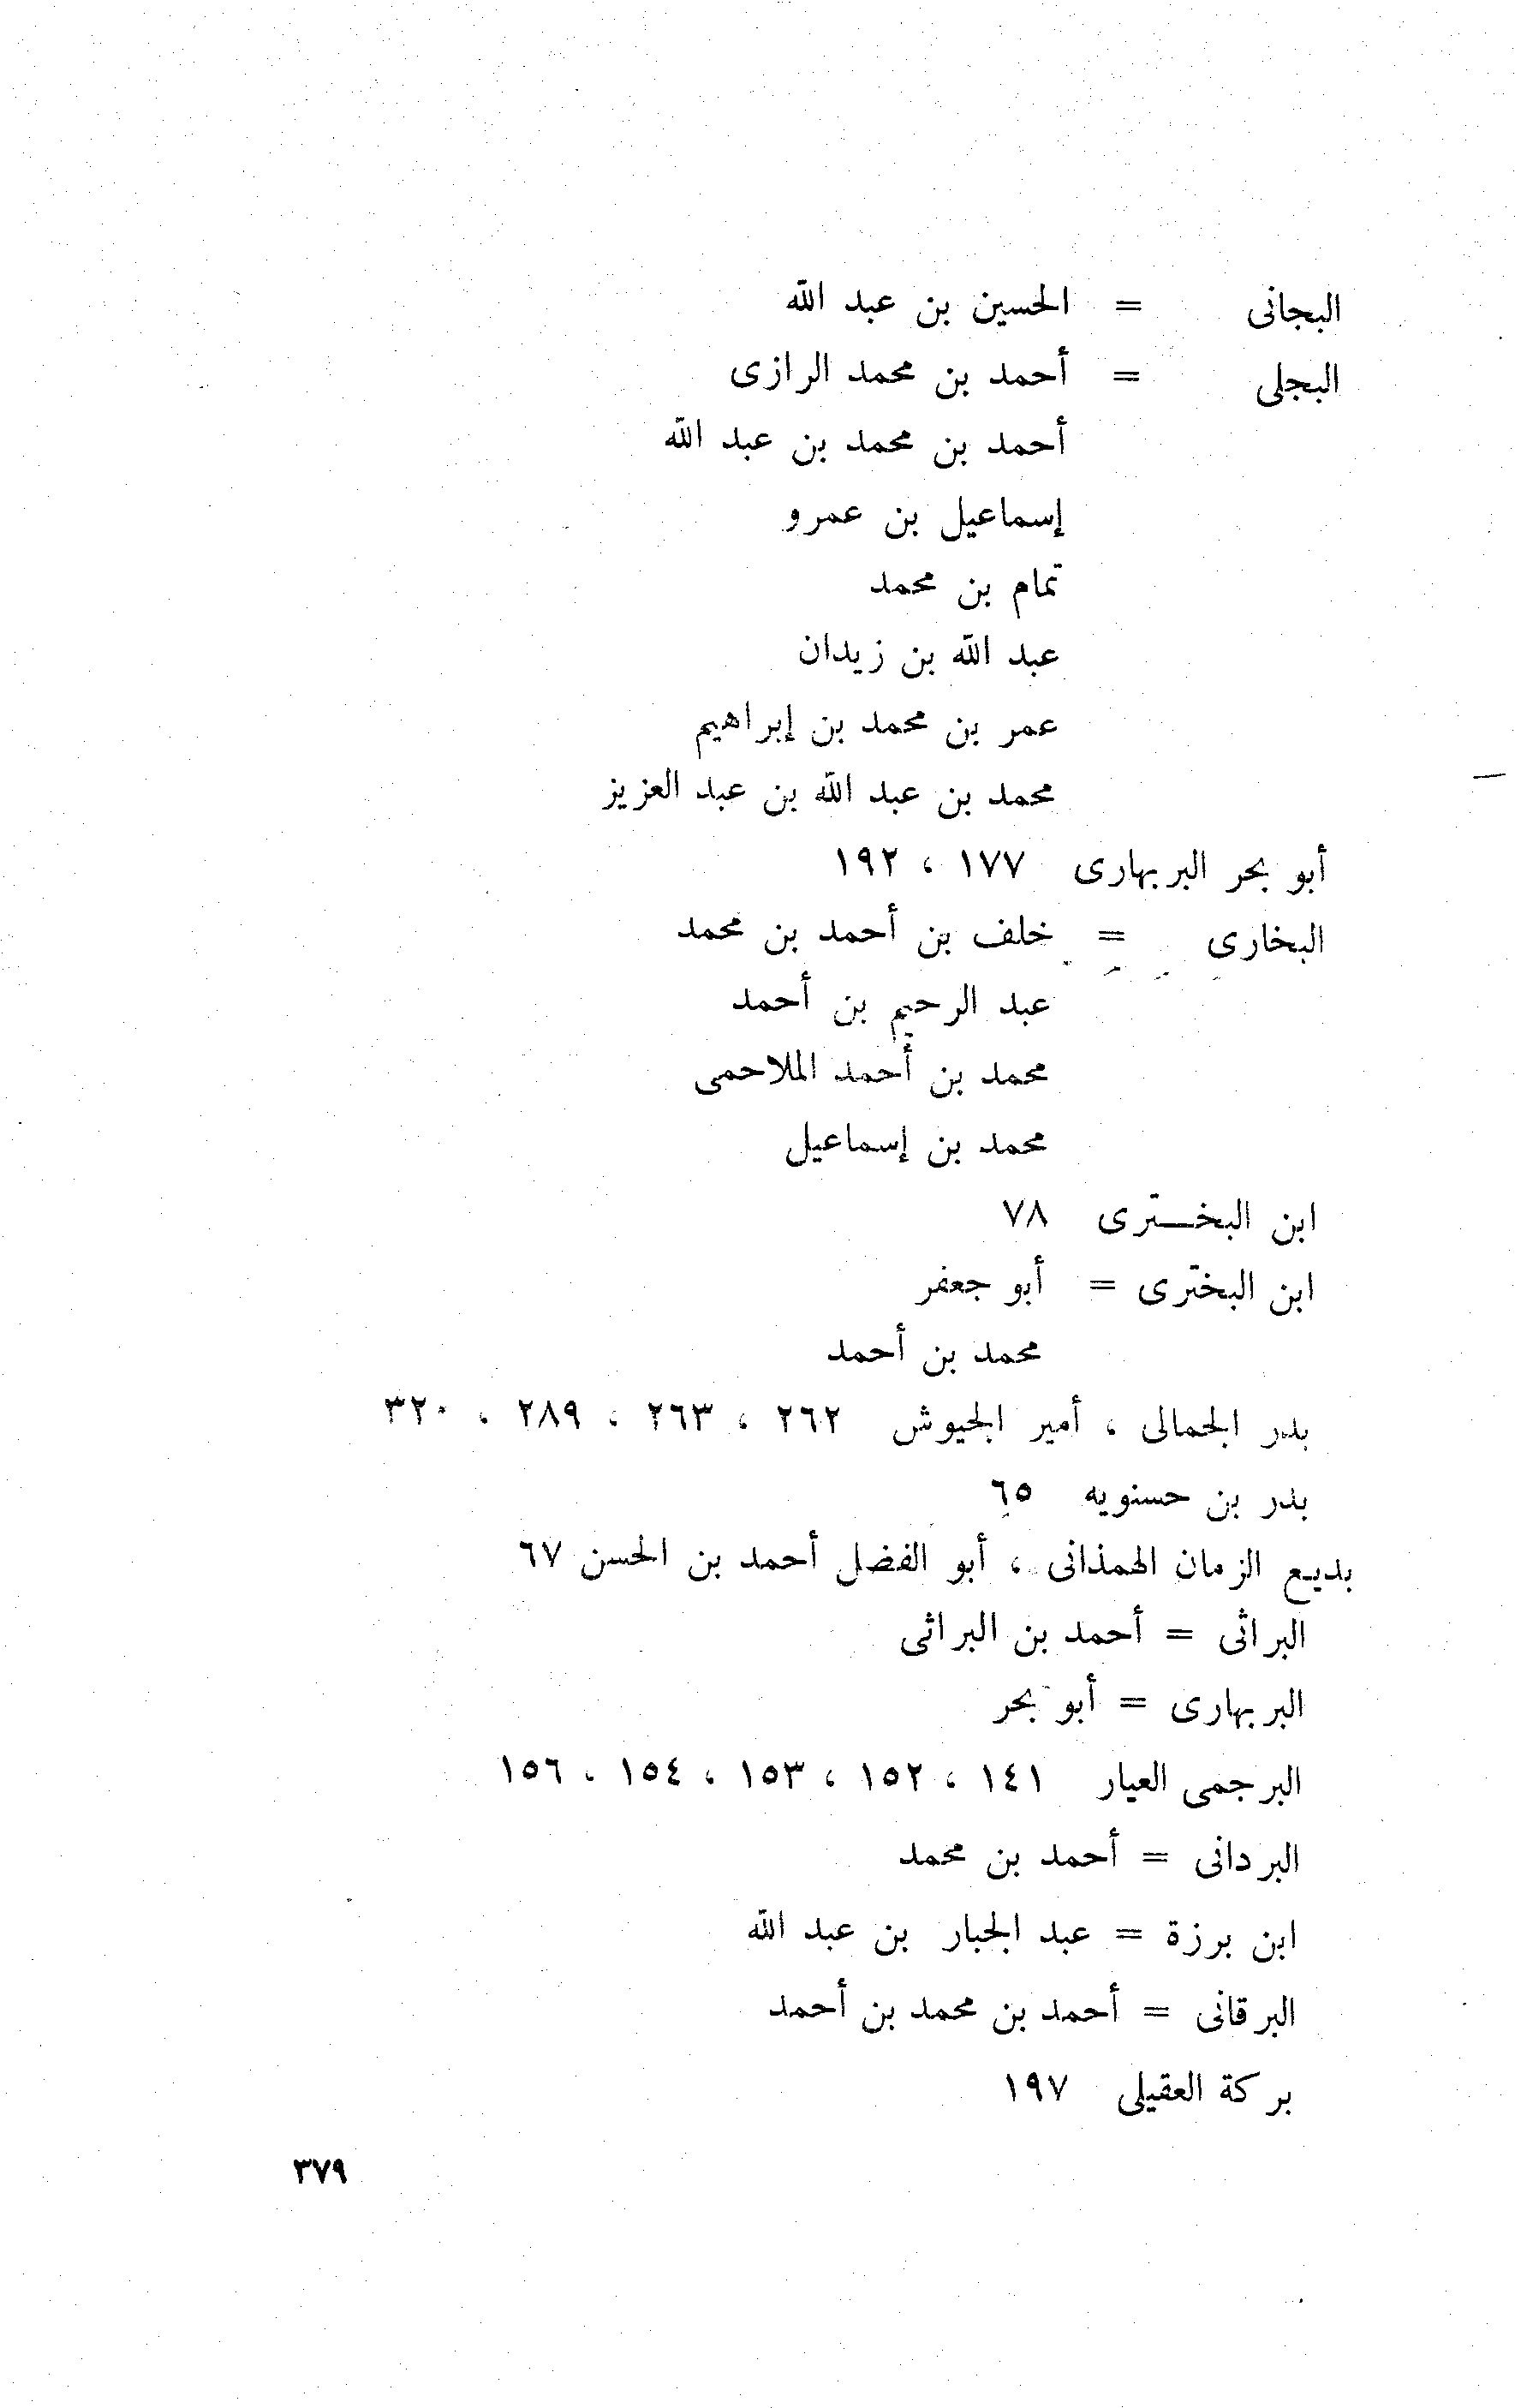 البجانى = الحسين بن عبد الله
البجلى = أحمد بن محمد الرازى
أحمد بن محمد بن عبد الله
إسماعيل بن عمرو
تمام بن محمد
عبد الله بن زيدان
عمر بن محمد بن إبراهيم
محمد بن عبد الله بن عبد العزيز
أبو بحر البربهارى ١٧٧ ، ١٩٢
البخارى = خلف بن أحمد بن محمد
عبد الرحيم بن أحمد
محمد بن أحمد الملاحمى
محمد بن إسماعيل
ابن البخـترى ٧٨
ابن البخترى = أبو جعفر
محمد بن أحمد
بدر الجمالى ، أمير الجيوش ٢٦٢ ، ٢٦٣ ، ٢٨٩ ، ٣٢٠
بدر بن حسنويه ٦٥
بديـع الزمان الهمذانى ، أبو الفضل أحمد بن الحسن ٦٧
البراثى = أحمد بن البراثى
البربهارى = أبو بحر
البرجمى العيار ١٤١ ، ١٥٢ ، ١٥٣ ، ١٥٤ ، ١٥٦
البردانى = أحمد بن محمد
ابن برزة = عبد الجبار بن عبد الله
البرقانى = أحمد بن محمد بن أحمد
بركة العقيلى ١٩٧
٣٧٩